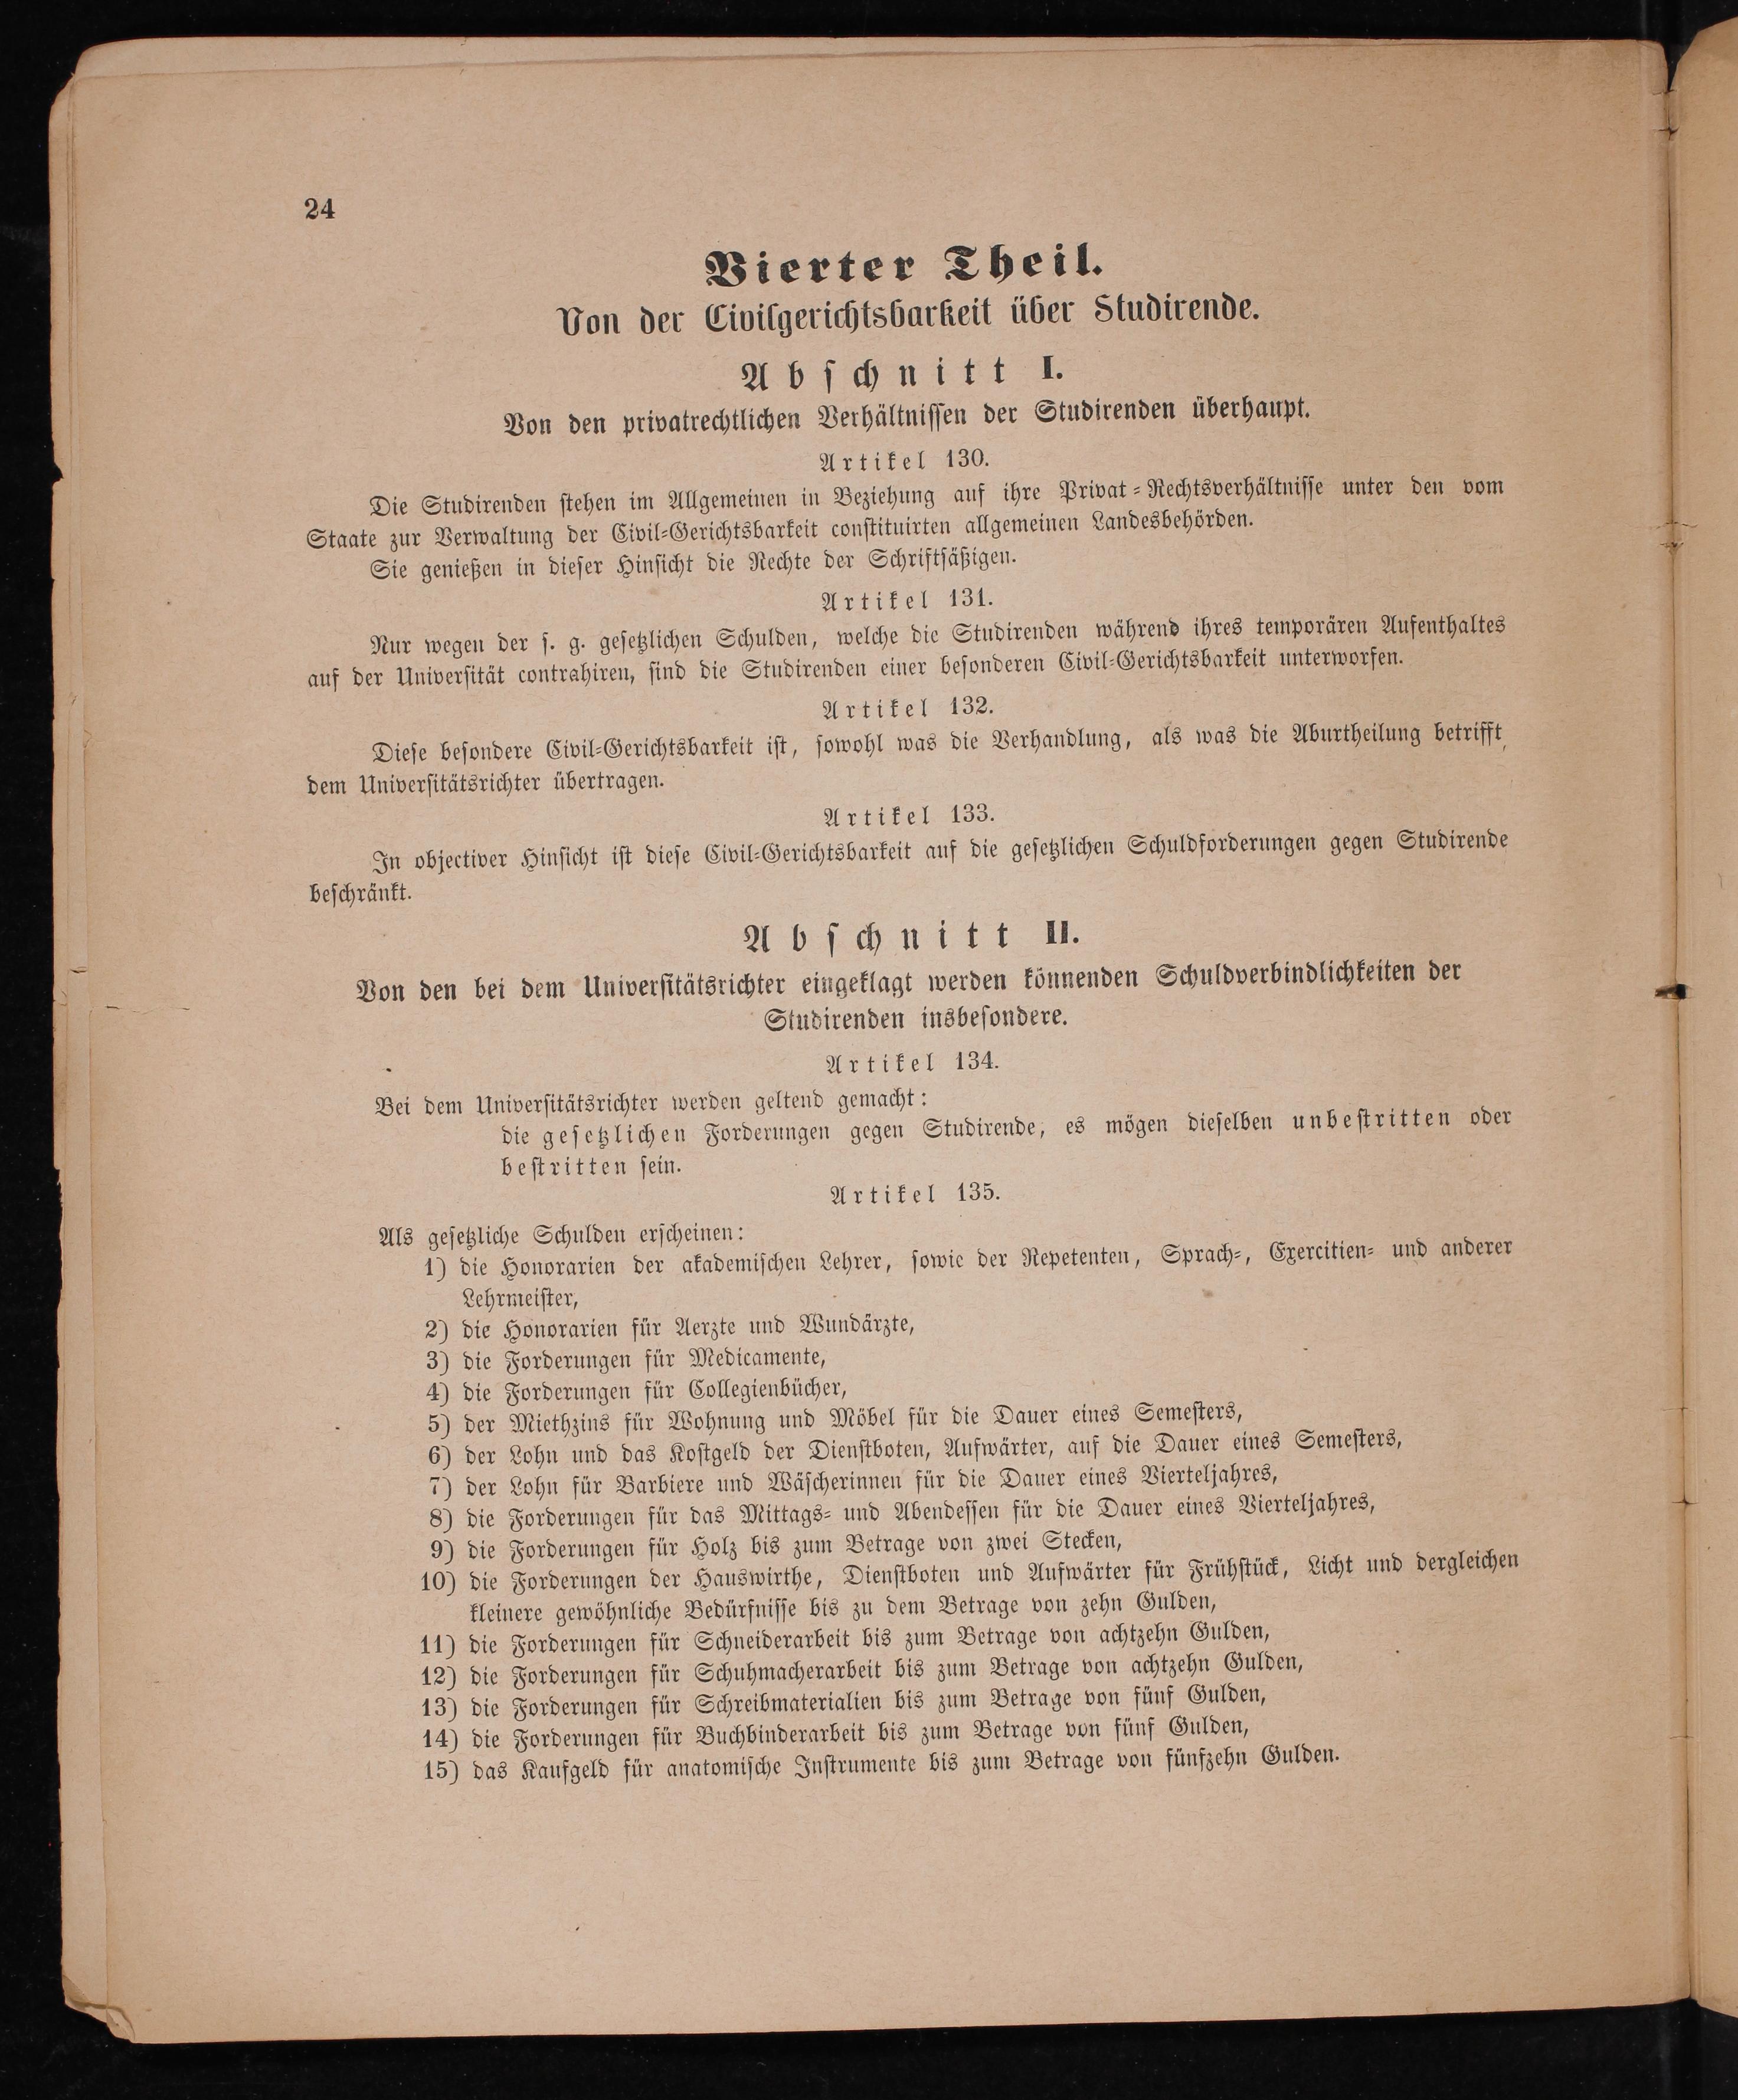 24
Vierter Theil.
Von der Civilgerichtsbarkeit über Studirende.
Abschnitt I.
Von den privatrechtlichen Verhältnissen der Studirenden überhaupt.
Artikel 130.
Die Studirenden stehen im Allgemeinen in Beziehung auf ihre Privat-Rechtsverhältnisse unter den vom
Staate zur Verwaltung der Civil-Gerichtsbarkeit constituirten allgemeinen Landesbehörden.
Sie genießen in dieser Hinsicht die Rechte der Schriftsäßigen.
Artikel 131.
Nur wegen der s. g. gesetzlichen Schulden, welche die Studirenden während ihres temporären Aufenthaltes
auf der Universität contrahiren, sind die Studirenden einer besonderen Civil-Gerichtsbarkeit unterworfen.
Artikel 132.
Diese besondere Civil-Gerichtsbarkeit ist, sowohl was die Verhandlung, als was die Aburtheilung betrifft,
dem Universitätsrichter übertragen.
Artikel 133.
In objectiver Hinsicht ist diese Civil-Gerichtsbarkeit auf die gesetzlichen Schuldforderungen gegen Studirende
beschränkt.
Abschnitt II.
Von den bei dem Universitätsrichter eingeklagt werden könnenden Schuldverbindlichkeiten der
Studirenden insbesondere.
Artikel 134.
Bei dem Universitätsrichter werden geltend gemacht:
die gesetzlichen Forderungen gegen Studirende, es mögen dieselben unbestritten oder
bestritten sein.
Artikel 135.
Als gesetzliche Schulden erscheinen:
1) die Honorarien der akademischen Lehrer, sowie der Repetenten, Sprach-, Exercitien- und anderer
Lehrmeister,
2) die Honorarien für Aerzte und Wundärzte,
3) die Forderungen für Medicamente,
4) die Forderungen für Collegienbücher,
5) der Miethzins für Wohnung und Möbel für die Dauer eines Semesters,
6) der Lohn und das Kostgeld der Dienstboten, Aufwärter, auf die Dauer eines Semesters,
7) der Lohn für Barbiere und Wäscherinnen für die Dauer eines Vierteljahres,
8) die Forderungen für das Mittags- und Abendessen für die Dauer eines Vierteljahres,
9) die Forderungen für Holz bis zum Betrage von zwei Stecken,
10) die Forderungen der Hauswirthe, Dienstboten und Aufwärter für Frühstück, Licht und dergleichen
kleinere gewöhnliche Bedürfnisse bis zu dem Betrage von zehn Gulden,
11) die Forderungen für Schneiderarbeit bis zum Betrage von achtzehn Gulden,
12) die Forderungen für Schuhmacherarbeit bis zum Betrage von achtzehn Gulden,
13) die Forderungen für Schreibmaterialien bis zum Betrage von fünf Gulden,
14) die Forderungen für Buchbinderarbeit bis zum Betrage von fünf Gulden,
15) das Kaufgeld für anatomische Instrumente bis zum Betrage von fünfzehn Gulden.